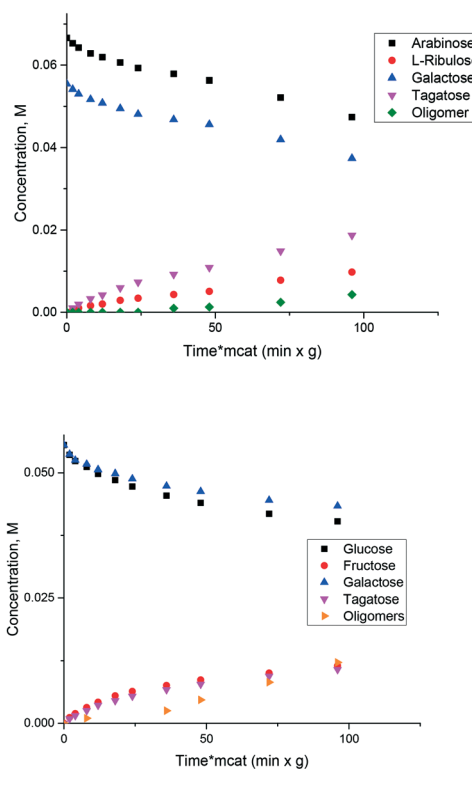 Arabinose
L-Ribulose
Galactose
Tagatose
Oligomer
0.06
0.04
0.02
0.00
Concentration, M
0
50
100
Time*mcat (min x g)
Glucose
Fructose
Galactose
Tagatose
Oligomers
0.050
0.025
0.000
Concentration, M
0
50
100
Time*mcat (min x g)